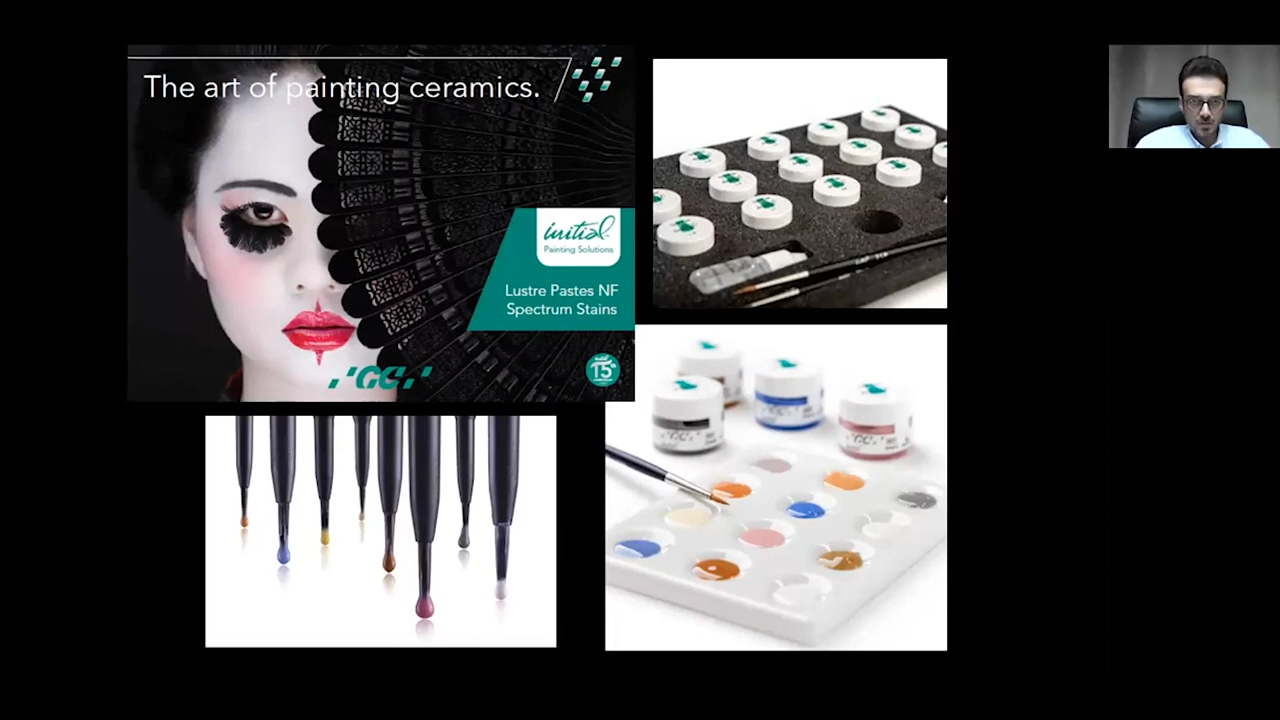 The art of painting ceramics.
initial
Painting Solutions
Lustre Pastes NF
Spectrum Stains
GC
15